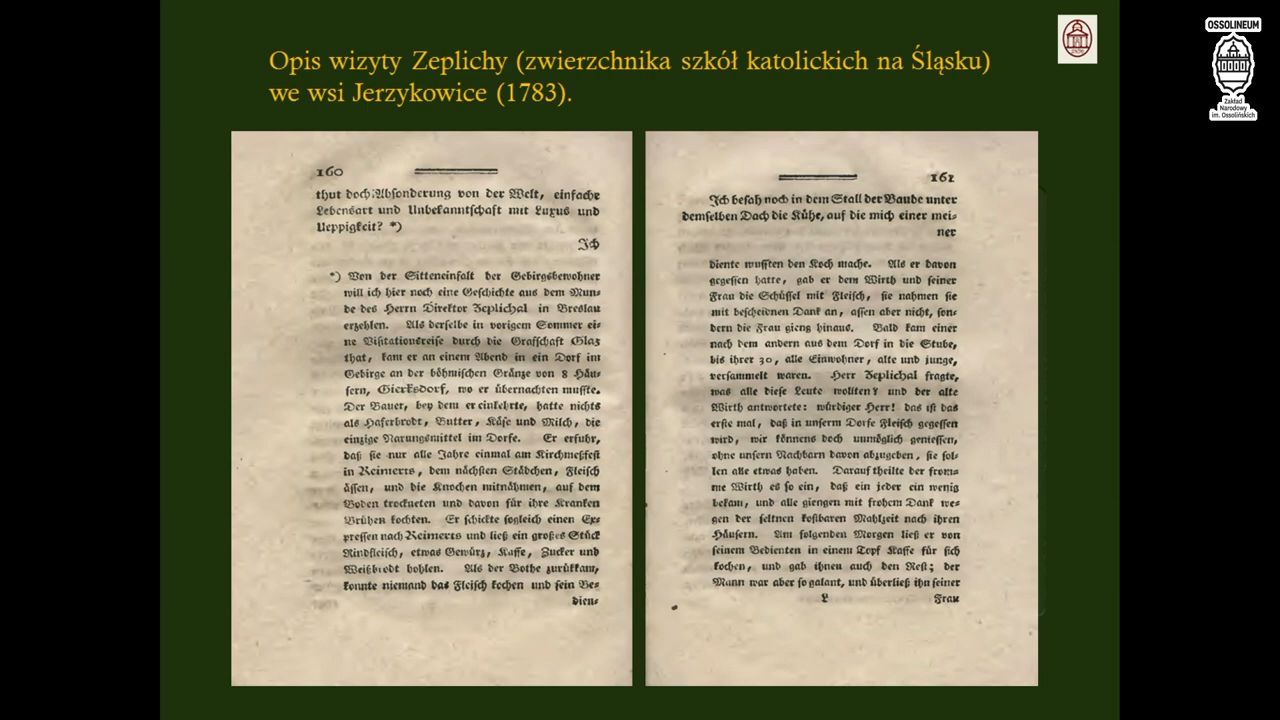 Opis wizyty Zeplichy (zwierzchnika szkół katolickich na Śląsku)
we wsi Jerzykowice (1783).
OSSOLINEUM
Zakład
Narodowy
im. Ossolińskich
160
thut doch Absonderung von der Welt, einfache
Lebensart und Unbekanntschaft mit Luxus und
Ueppigkeit? *)
Ich
*) Von der Sitteneinfalt der Gebirgsbewohner
will ich hier noch eine Geschichte aus dem Mun-
de des Herrn Direktor Zeplichal in Breslau
erzehlen. Als derselbe in vorigem Sommer ei-
ne Visitationsreise durch die Grafschaft Glaz
that, kam er an einem Abend in ein Dorf im
Gebirge an der böhmischen Gränze von 8 Häu-
sern, Gierksdorf, wo er übernachten musste.
Der Bauer, bey dem er einkehrte, hatte nichts
als Haferbrodt, Butter, Käse und Milch, die
einzige Narungsmittel im Dorfe. Er erfuhr,
daß sie nur alle Jahre einmal am Kirchmeßfest
in Reimerts, dem nächsten Städchen, Fleisch
ässen, und die Knochen mitnähmen, auf dem
Boden trockneten und davon für ihre Kranken
Brühen kochten. Er schickte sogleich einen Ex-
pressen nach Reimerts und ließ ein großes Stück
Rindfleisch, etwas Gewürz, Kaffe, Zucker und
Weißbrodt hohlen. Als der Bothe zurükkam,
konnte niemand das Fleisch kochen und sein Be-
dien-
161
Ich besah noch in dem Stall der Baude unter
demselben Dach die Kühe, auf die mich einer mei-
ner
diente wussten den Koch mache. Als er davon
gegessen hatte, gab er dem Wirth und seiner
Frau die Schüssel mit Fleisch, sie nahmen sie
mit bescheidnen Dank an, assen aber nicht, son-
dern die Frau gieng hinaus. Bald kam einer
nach dem andern aus dem Dorf in die Stube,
bis ihrer 30, alle Einwohner, alte und junge,
versammelt waren. Herr Zeplichal fragte,
was alle diese Leute wollten? und der alte
Wirth antwortete: würdiger Herr! das ist das
erste mal, daß in unserm Dorfe Fleisch gegessen
wird, wir könnens doch unmöglich geniessen,
ohne unsern Nachbarn davon abzugeben, sie sol-
len alle etwas haben. Darauf theilte der from-
me Wirth es so ein, daß ein jeder ein wenig
bekam, und alle giengen mit frohem Dank we-
gen der seltnen kostbaren Mahlzeit nach ihren
Häusern. Am folgenden Morgen ließ er von
seinem Bedienten in einem Topf Kaffe für sich
kochen, und gab ihneu auch den Rest; der
Mann war aber so galant, und überließ ihn seiner
L Frau